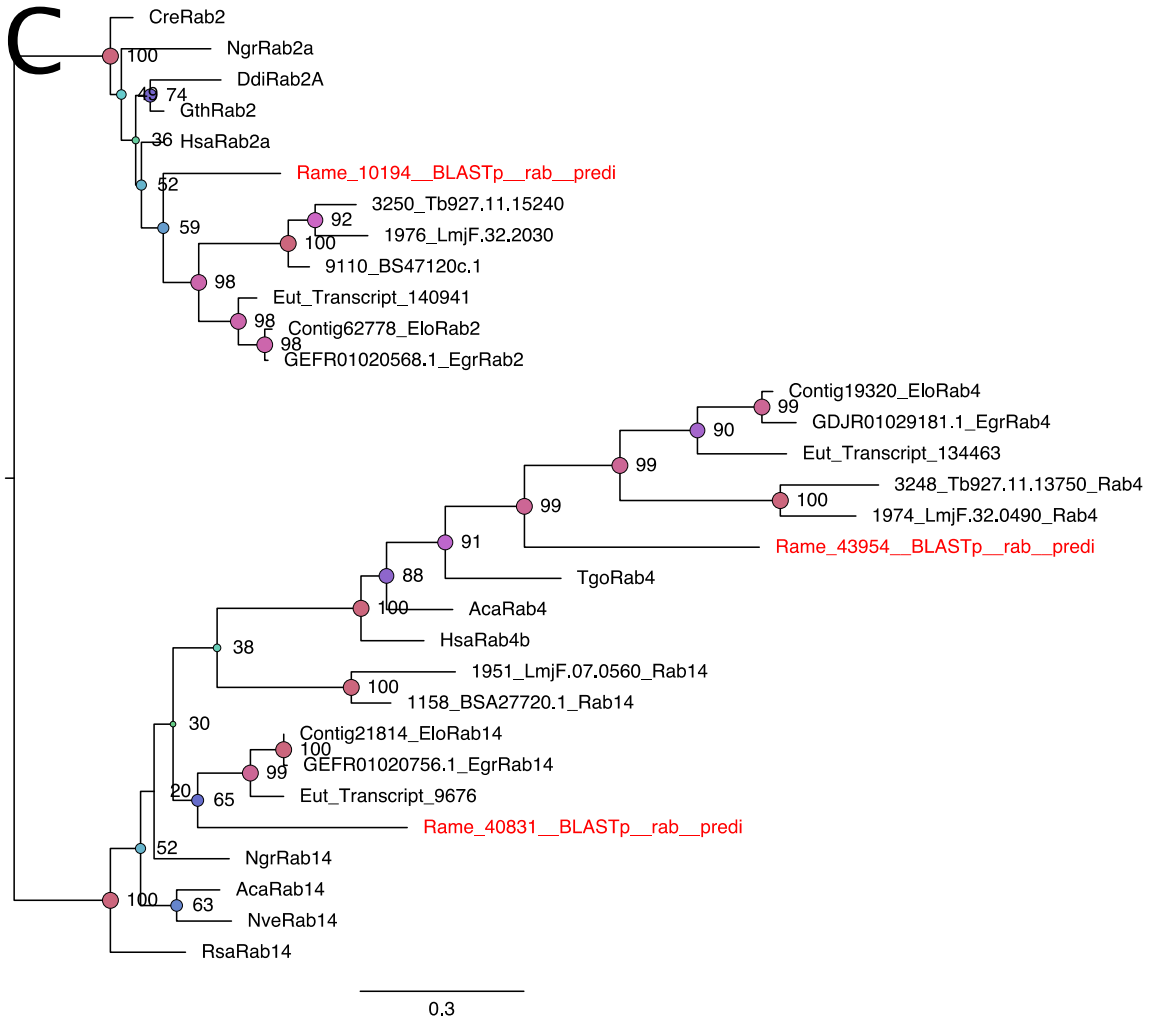 C
CreRab2
100
NgrRab2a
DdiRab2A
49
74
GthRab2
36
HsaRab2a
Rame_10194__BLASTp__rab__predi
52
3250_Tb927.11.15240
92
59
1976_LmjF.32.2030
100
9110_BS47120c.1
98
Eut_Transcript_140941
98
Contig62778_EloRab2
98
GEFR01020568.1_EgrRab2
Contig19320_EloRab4
99
GDJR01029181.1_EgrRab4
90
Eut_Transcript_134463
99
3248_Tb927.11.13750_Rab4
100
99
1974_LmjF.32.0490_Rab4
91
Rame_43954__BLASTp__rab__predi
88
TgoRab4
100
AcaRab4
HsaRab4b
38
1951_LmjF.07.0560_Rab14
100
1158_BSA27720.1_Rab14
30
Contig21814_EloRab14
100
GEFR01020756.1_EgrRab14
99
20
Eut_Transcript_9676
65
Rame_40831__BLASTp__rab__predi
52
NgrRab14
AcaRab14
100
63
NveRab14
RsaRab14
0.3